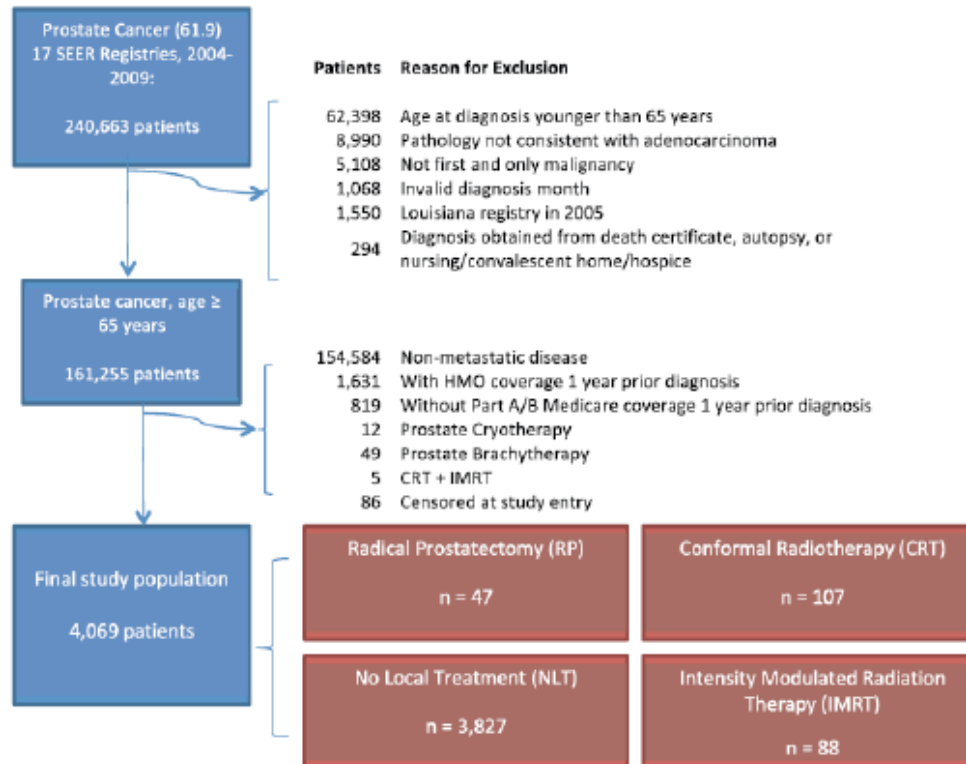 Prostate Cancer (61.9)
17 SEER Registries, 2004-
2009:
240,663 patients
Patients Reason for Exclusion
62,398 Age at diagnosis younger than 65 years
8,990 Pathology not consistent with adenocarcinoma
5,108 Not first and only malignancy
1,068 Invalid diagnosis month
1,550 Louisiana registry in 2005
294 Diagnosis obtained from death certificate, autopsy, or
nursing/convalescent home/hospice
Prostate cancer, age ≥
65 years
161,255 patients
154,584 Non-metastatic disease
1,631 With HMO coverage 1 year prior diagnosis
819 Without Part A/B Medicare coverage 1 year prior diagnosis
12 Prostate Cryotherapy
49 Prostate Brachytherapy
5 CRT + IMRT
86 Censored at study entry
Final study population
4,069 patients
Radical Prostatectomy (RP)
n = 47
Conformal Radiotherapy (CRT)
n = 107
No Local Treatment (NLT)
n = 3,827
Intensity Modulated Radiation
Therapy (IMRT)
n = 88